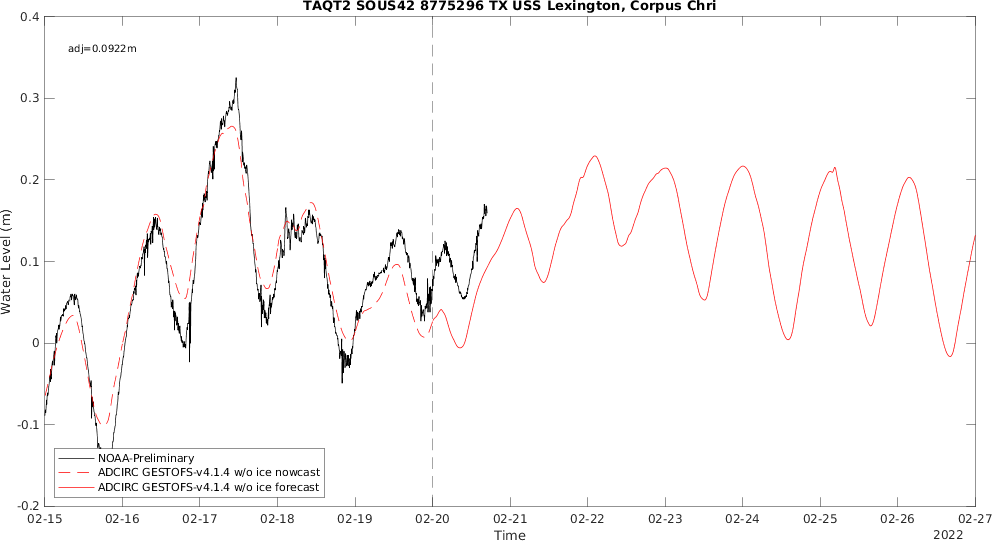 TAQT2 SOUS42 8775296 TX USS Lexington, Corpus Chri
adj=0.0922m
0.4
0.3
0.2
0.1
0
-0.1
-0.2
Water Level (m)
NOAA-Preliminary
ADCIRC GESTOFS-v4.1.4 w/o ice nowcast
ADCIRC GESTOFS-v4.1.4 w/o ice forecast
02-15 02-16 02-17 02-18 02-19 02-20 02-21 02-22 02-23 02-24 02-25 02-26 02-27
Time
2022